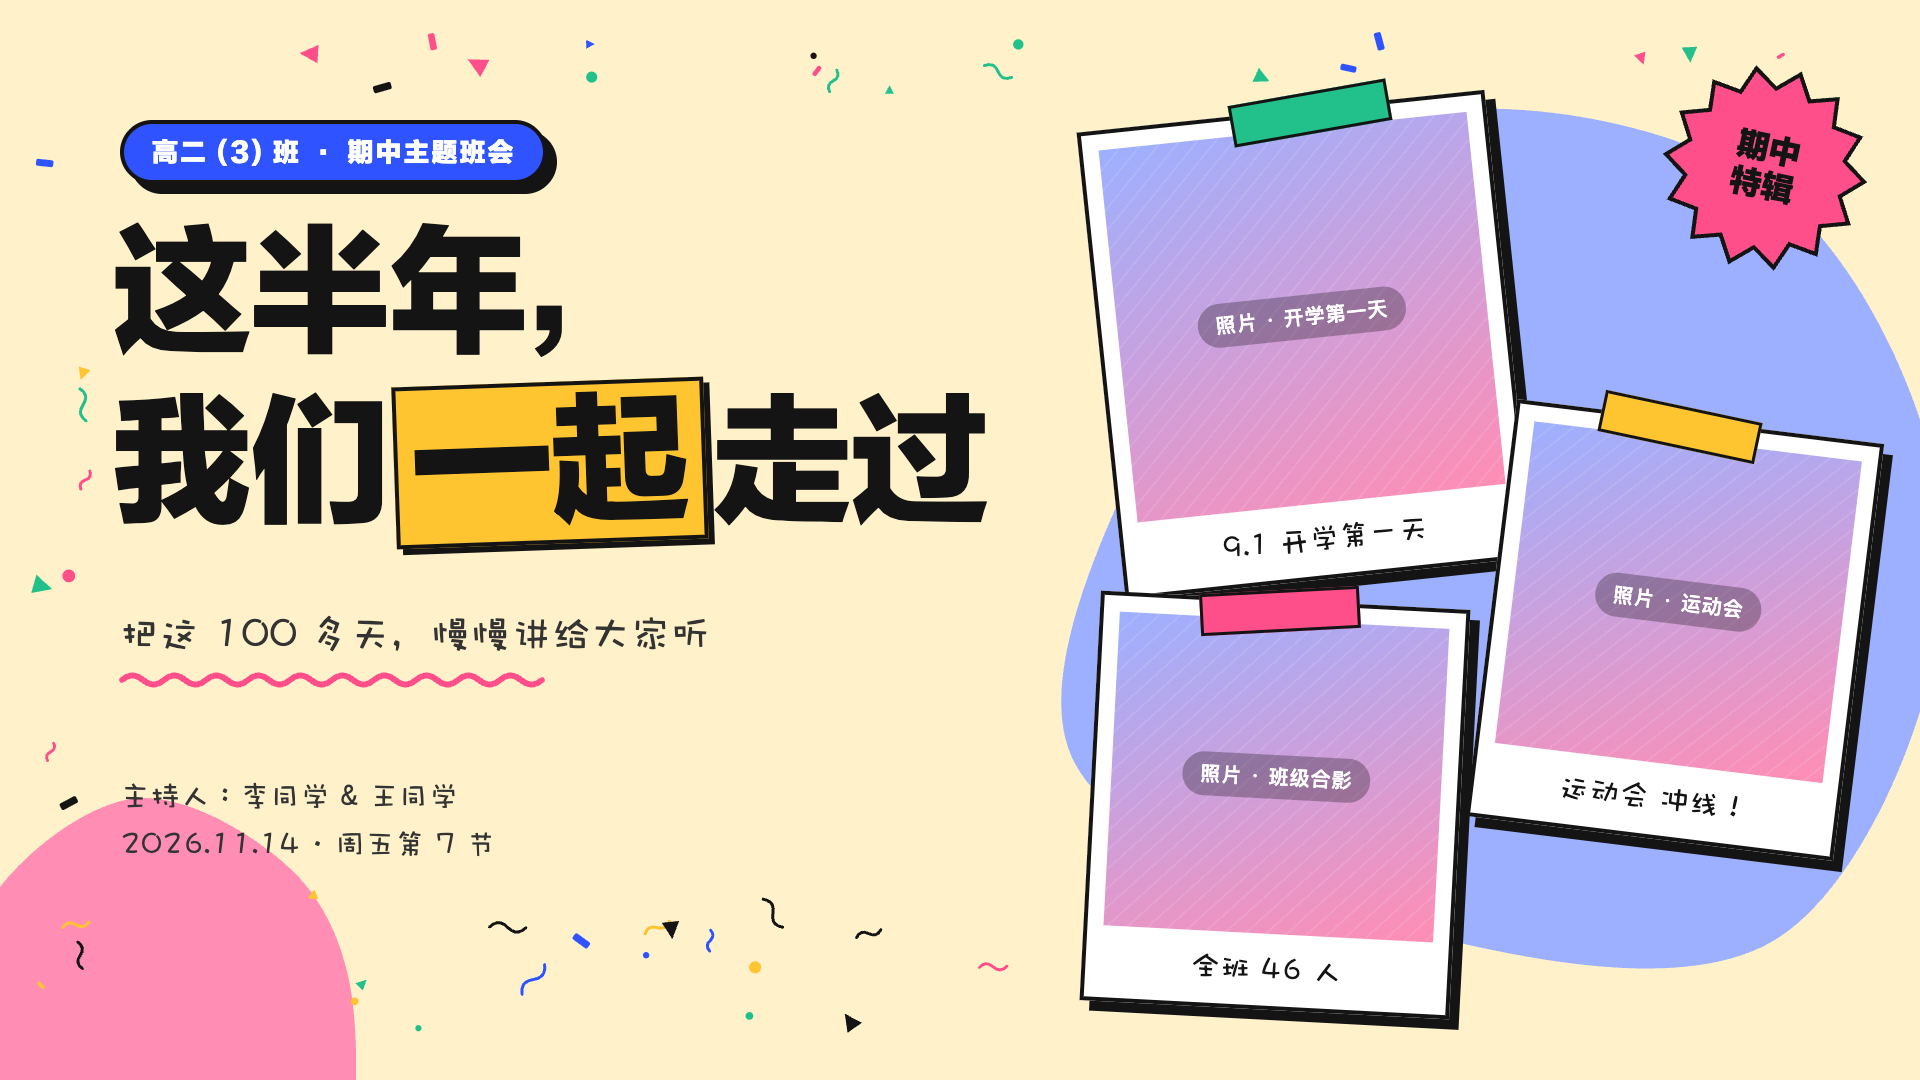 高二 (3) 班 · 期中主题班会
这半年,
我们一起走过
把这 100 多天, 慢慢讲给大家听
主持人：李同学 & 王同学
2026.11.14 · 周五第 7 节
期中
特辑
照片 · 开学第一天
9.1 开学第一天
照片 · 运动会
运动会 冲线！
照片 · 班级合影
全班 46 人